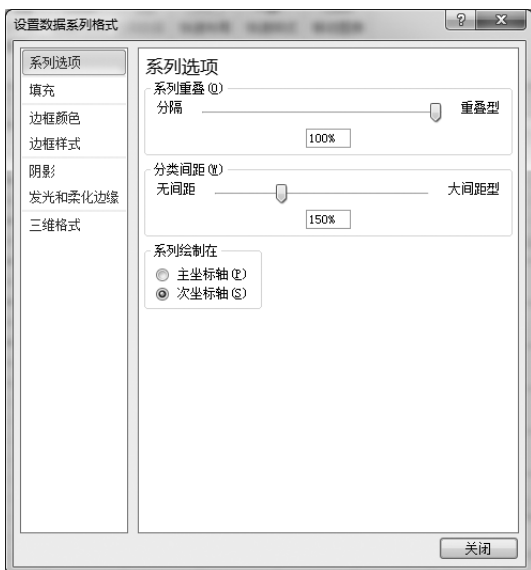 设置数据系列格式
系列选项
填充
边框颜色
边框样式
阴影
发光和柔化边缘
三维格式
系列选项
系列重叠(O)
分隔 重叠型
100%
分类间距(W)
无间距 大间距型
150%
系列绘制在
主坐标轴(P)
次坐标轴(S)
关闭